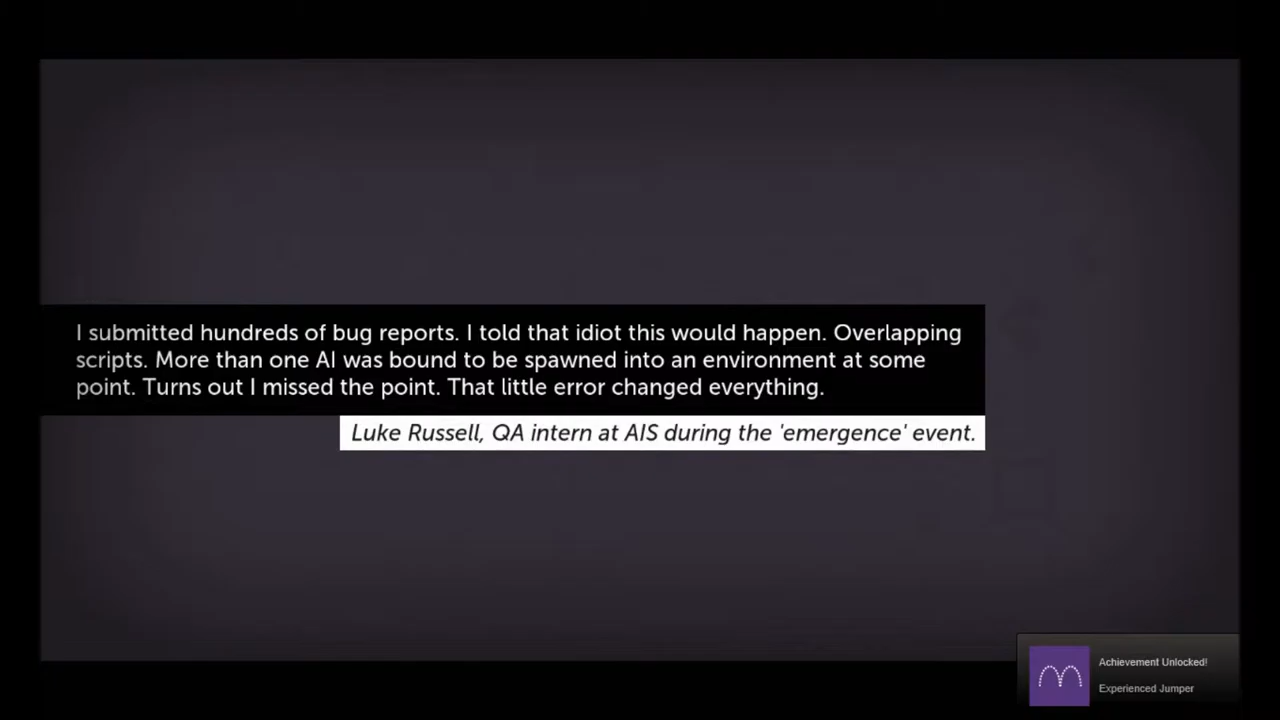 I submitted hundreds of bug reports. I told that idiot this would happen. Overlapping
scripts. More than one AI was bound to be spawned into an environment at some
point. Turns out I missed the point. That little error changed everything.
Luke Russell, QA intern at AIS during the 'emergence' event.
Achievement Unlocked!
Experienced Jumper